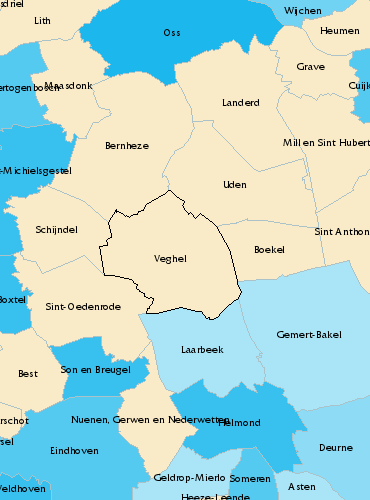 sdriel
Wijchen
Lith
Oss
Heumen
Grave
Maasdonk
ertogenbosch
Cuijk
Landerd
Bernheze
Mill en Sint Hubert
-Michielsgestel
Uden
Schijndel
Sint Anthon
Boekel
Veghel
Boxtel
Sint-Oedenrode
Gemert-Bakel
Laarbeek
Son en Breugel
Best
Nuenen, Gerwen en Nederwetten
Helmond
rschot
sel
Eindhoven
Deurne
Geldrop-Mierlo
Someren
Veldhoven
Asten
Heeze-Leende